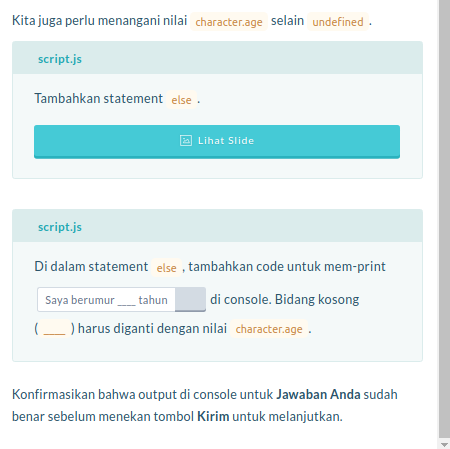 Kita juga perlu menangani nilai character.age selain undefined .
script.js
Tambahkan statement else .
Lihat Slide
script.js
Di dalam statement else , tambahkan code untuk mem-print
Saya berumur ____ tahun di console. Bidang kosong
( ____ ) harus diganti dengan nilai character.age .
Konfirmasikan bahwa output di console untuk Jawaban Anda sudah
benar sebelum menekan tombol Kirim untuk melanjutkan.